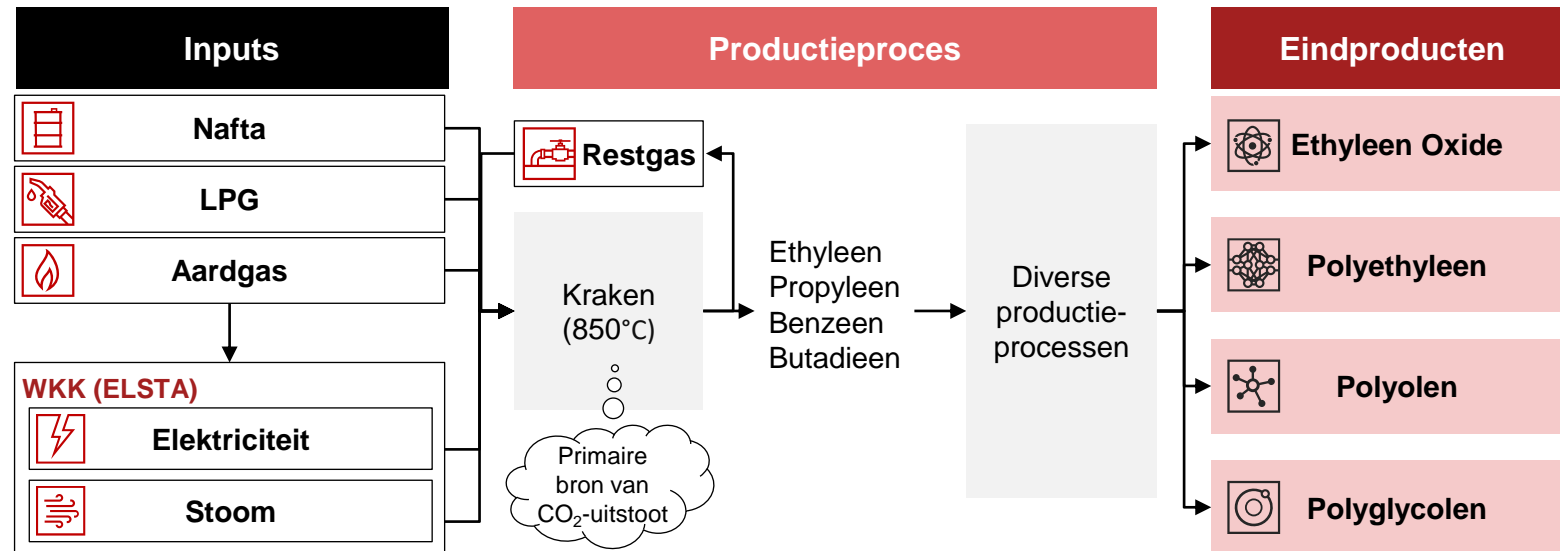 Inputs
Productieproces
Eindproducten
Nafta
LPG
Aardgas
WKK (ELSTA)
Elektriciteit
Stoom
Restgas
Kraken
(850°C)
Primaire
bron van
CO₂-uitstoot
Ethyleen
Propyleen
Benzeen
Butadieen
Diverse
productie-
processen
Ethyleen Oxide
Polyethyleen
Polyolen
Polyglycolen